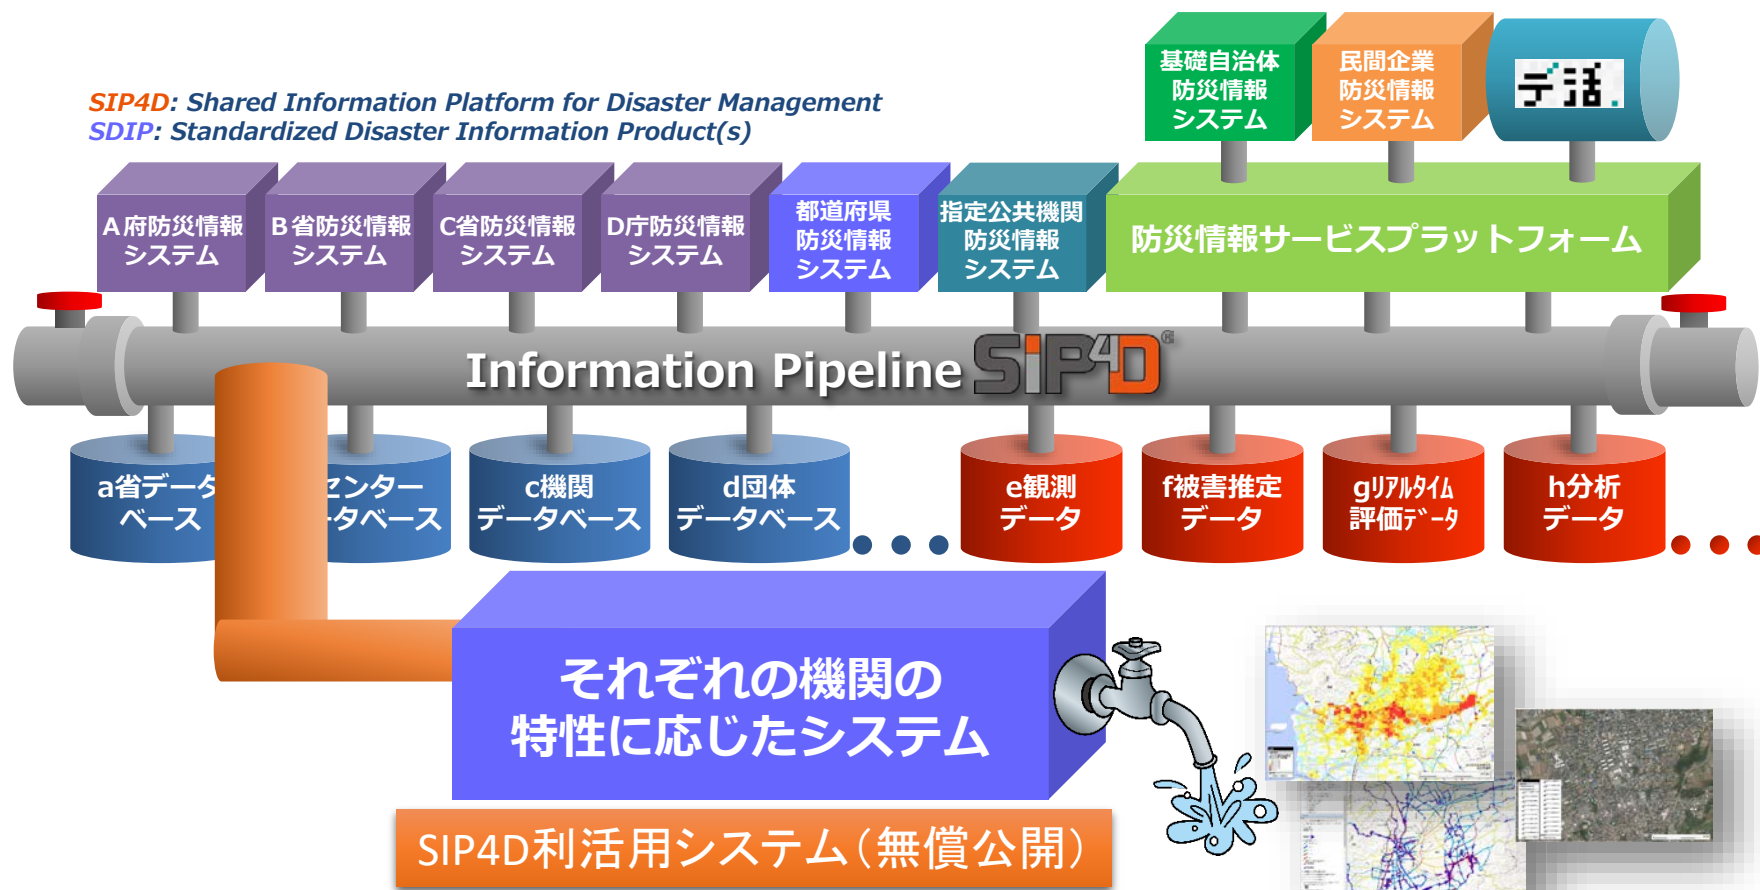 SIP4D: Shared Information Platform for Disaster Management
SDIP: Standardized Disaster Information Product(s)
基礎自治体
防災情報
システム
民間企業
防災情報
システム
デ活.
A府防災情報
システム
B省防災情報
システム
C省防災情報
システム
D庁防災情報
システム
都道府県
防災情報
システム
指定公共機関
防災情報
システム
防災情報サービスプラットフォーム
Information Pipeline SiP4D®
a省データ
ベース
センター
タベース
c機関
データベース
d団体
データベース
e観測
データ
f被害推定
データ
gﾘｱﾙﾀｲﾑ
評価ﾃﾞｰﾀ
h分析
データ
それぞれの機関の
特性に応じたシステム
SIP4D利活用システム（無償公開）